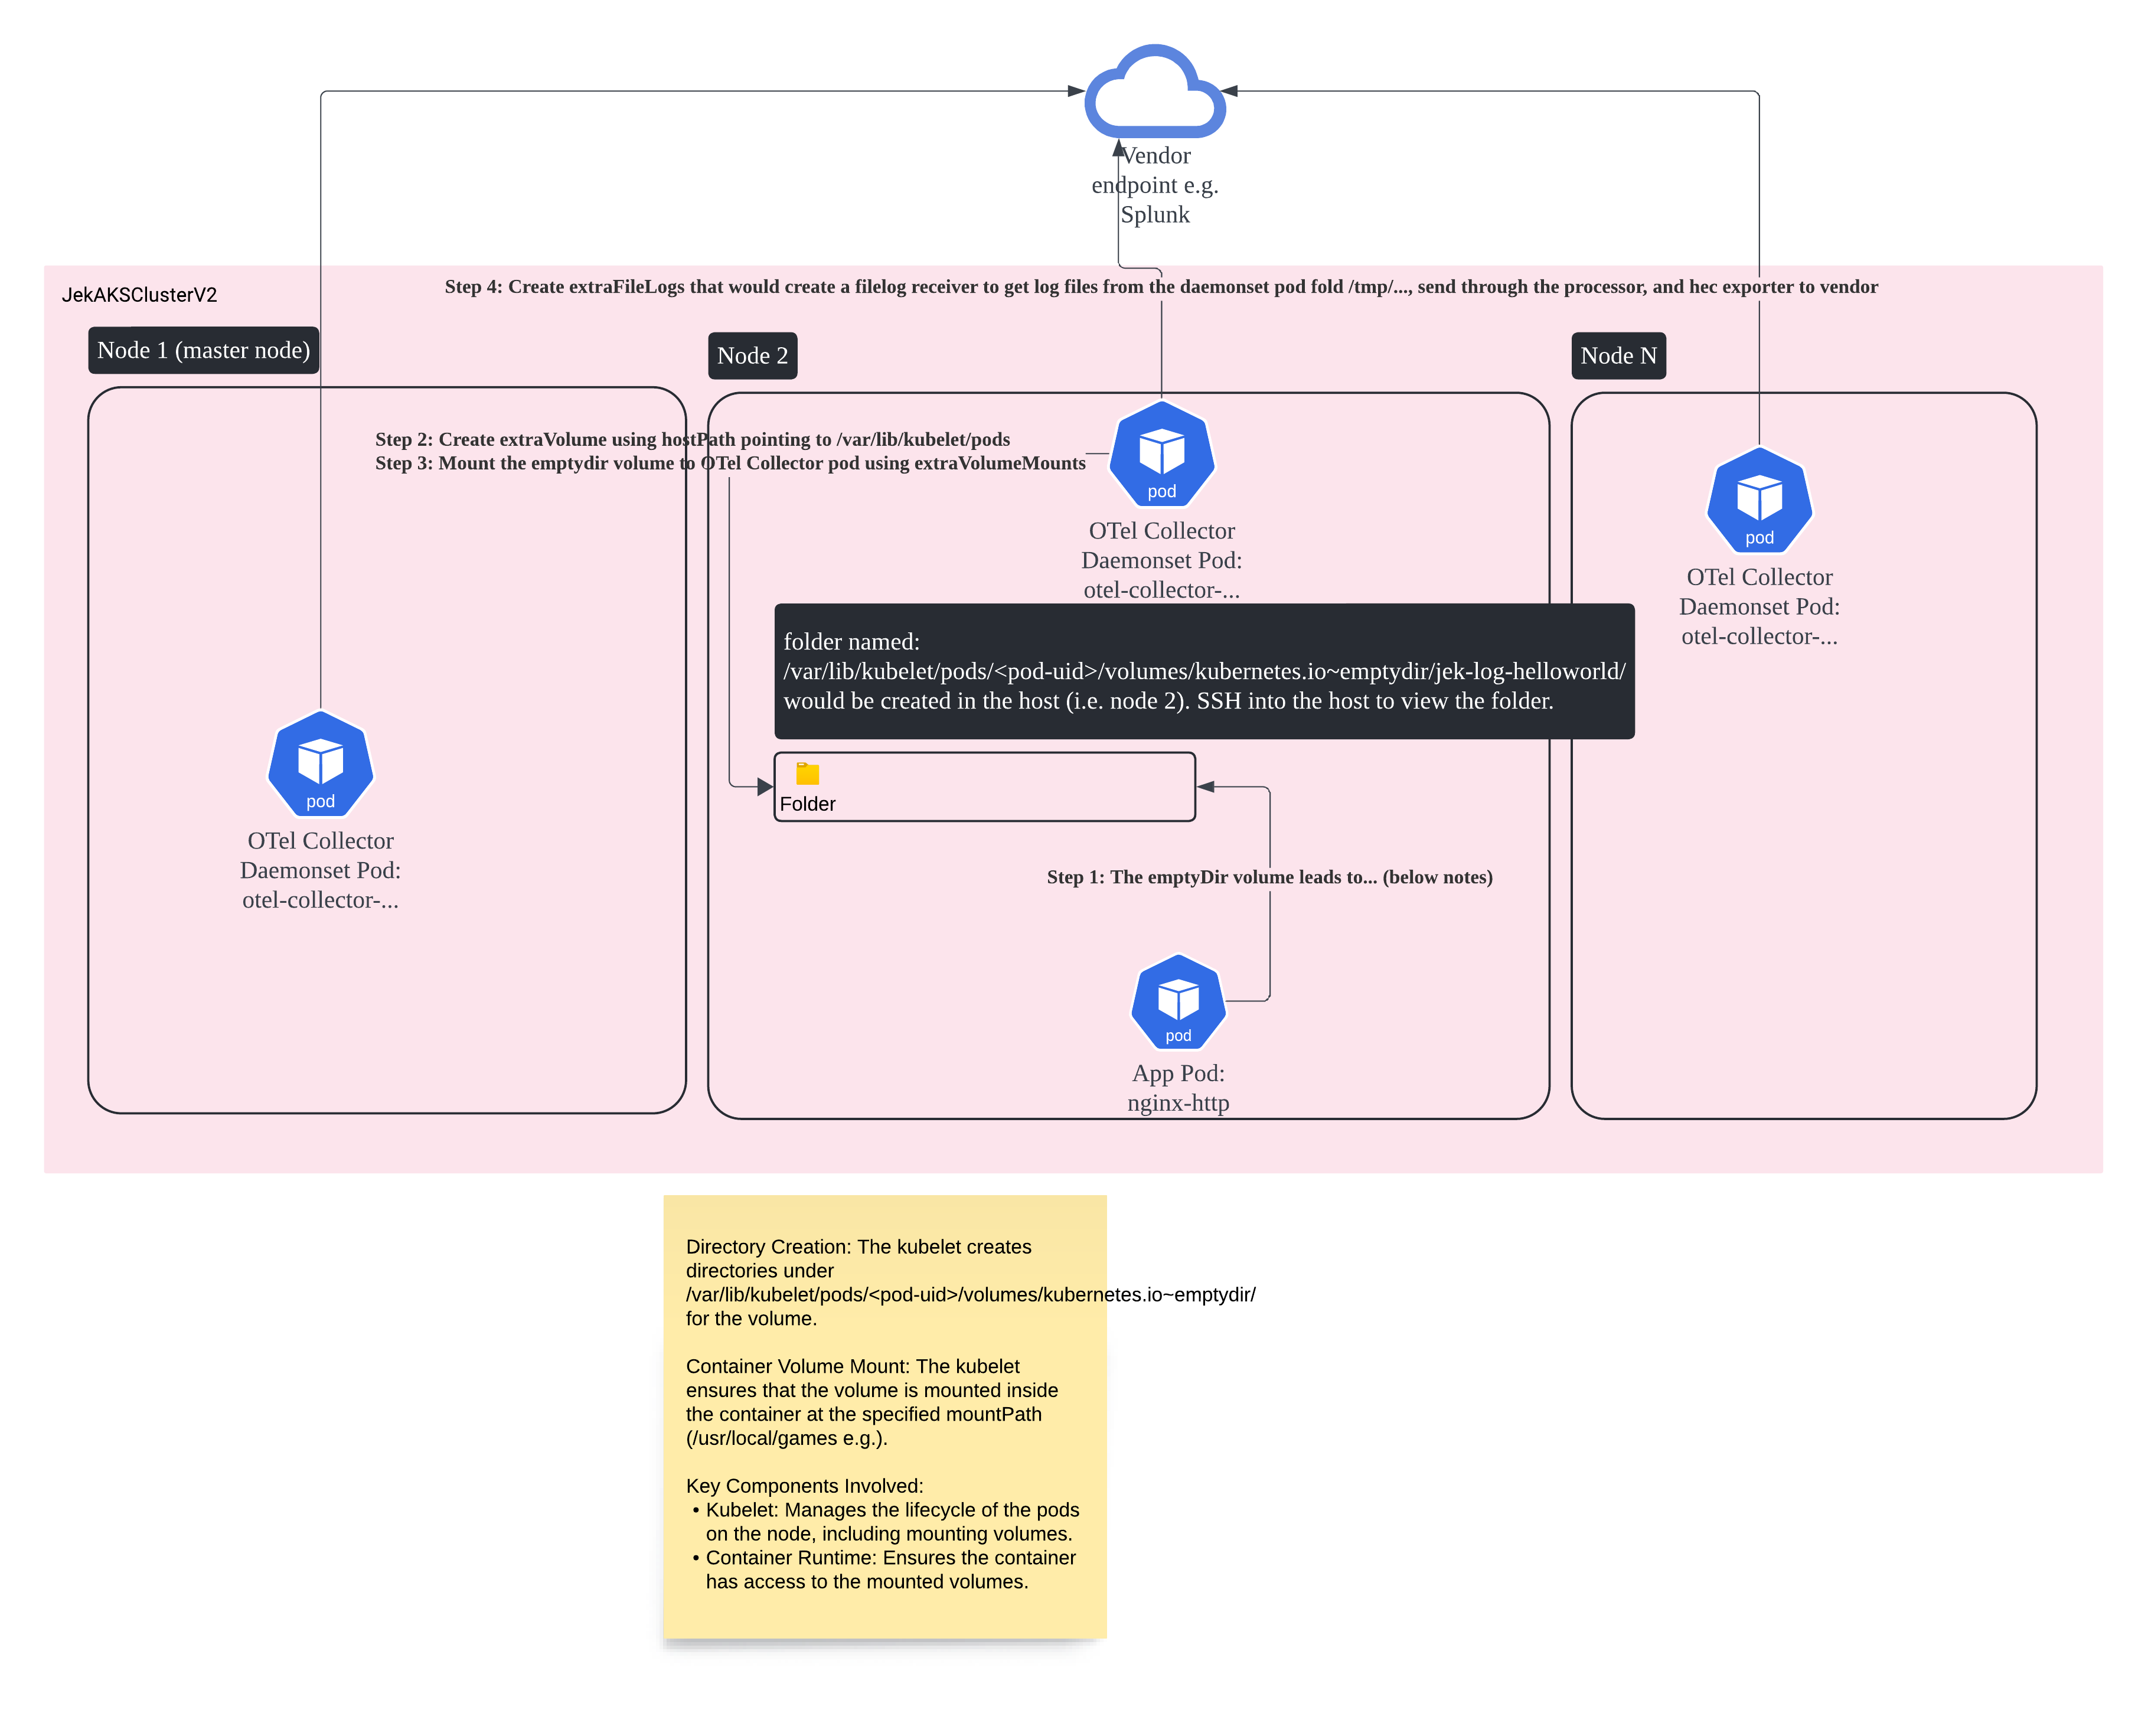 Vendor
endpoint e.g.
Splunk
JekAKSClusterV2
Step 4: Create extraFileLogs that would create a filelog receiver to get log files from the daemonset pod fold /tmp/..., send through the processor, and hec exporter to vendor
Node 1 (master node)
Node 2
Node N
Step 2: Create extraVolume using hostPath pointing to /var/lib/kubelet/pods
Step 3: Mount the emptydir volume to OTel Collector pod using extraVolumeMounts
pod
OTel Collector
Daemonset Pod:
otel-collector-...
pod
OTel Collector
Daemonset Pod:
otel-collector-...
folder named:
/var/lib/kubelet/pods/<pod-uid>/volumes/kubernetes.io~emptydir/jek-log-helloworld/
would be created in the host (i.e. node 2). SSH into the host to view the folder.
Folder
pod
OTel Collector
Daemonset Pod:
otel-collector-...
Step 1: The emptyDir volume leads to... (below notes)
pod
App Pod:
nginx-http
Directory Creation: The kubelet creates
directories under
/var/lib/kubelet/pods/<pod-uid>/volumes/kubernetes.io~emptydir/
for the volume.
Container Volume Mount: The kubelet
ensures that the volume is mounted inside
the container at the specified mountPath
(/usr/local/games e.g.).
Key Components Involved:
• Kubelet: Manages the lifecycle of the pods
on the node, including mounting volumes.
• Container Runtime: Ensures the container
has access to the mounted volumes.